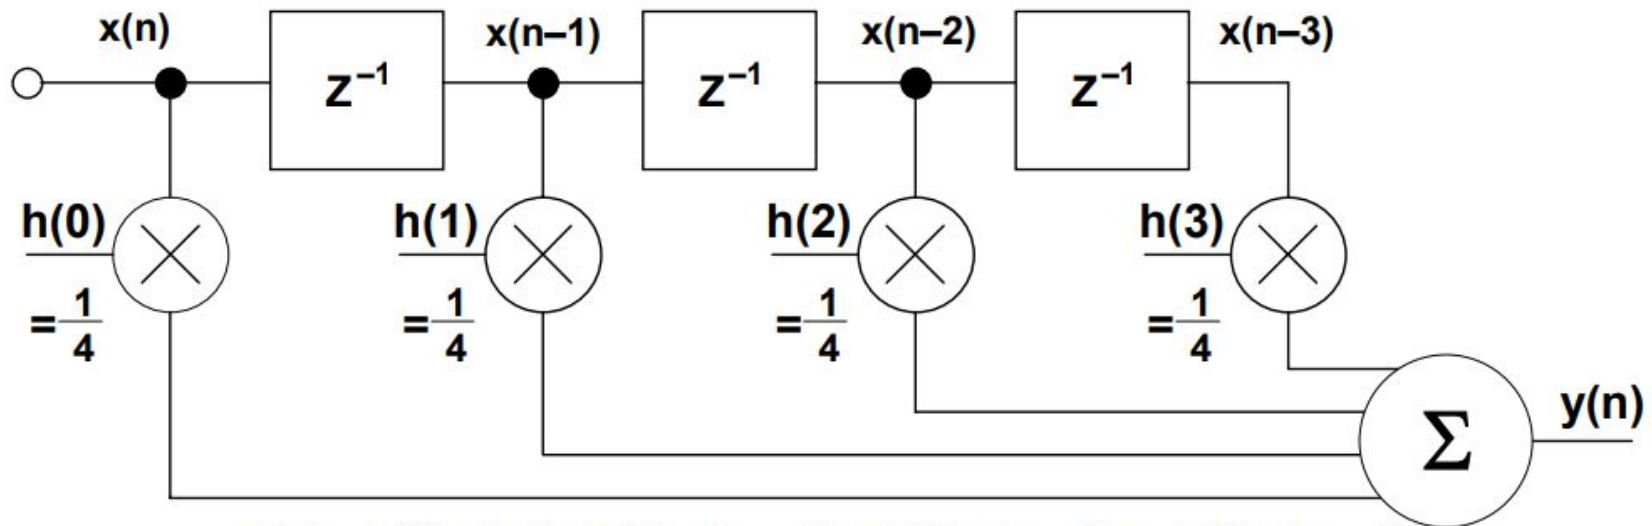 x(n) x(n–1) x(n–2) x(n–3)
Z⁻¹ Z⁻¹ Z⁻¹
h(0) h(1) h(2) h(3)
=1/4 =1/4 =1/4 =1/4
Σ y(n)